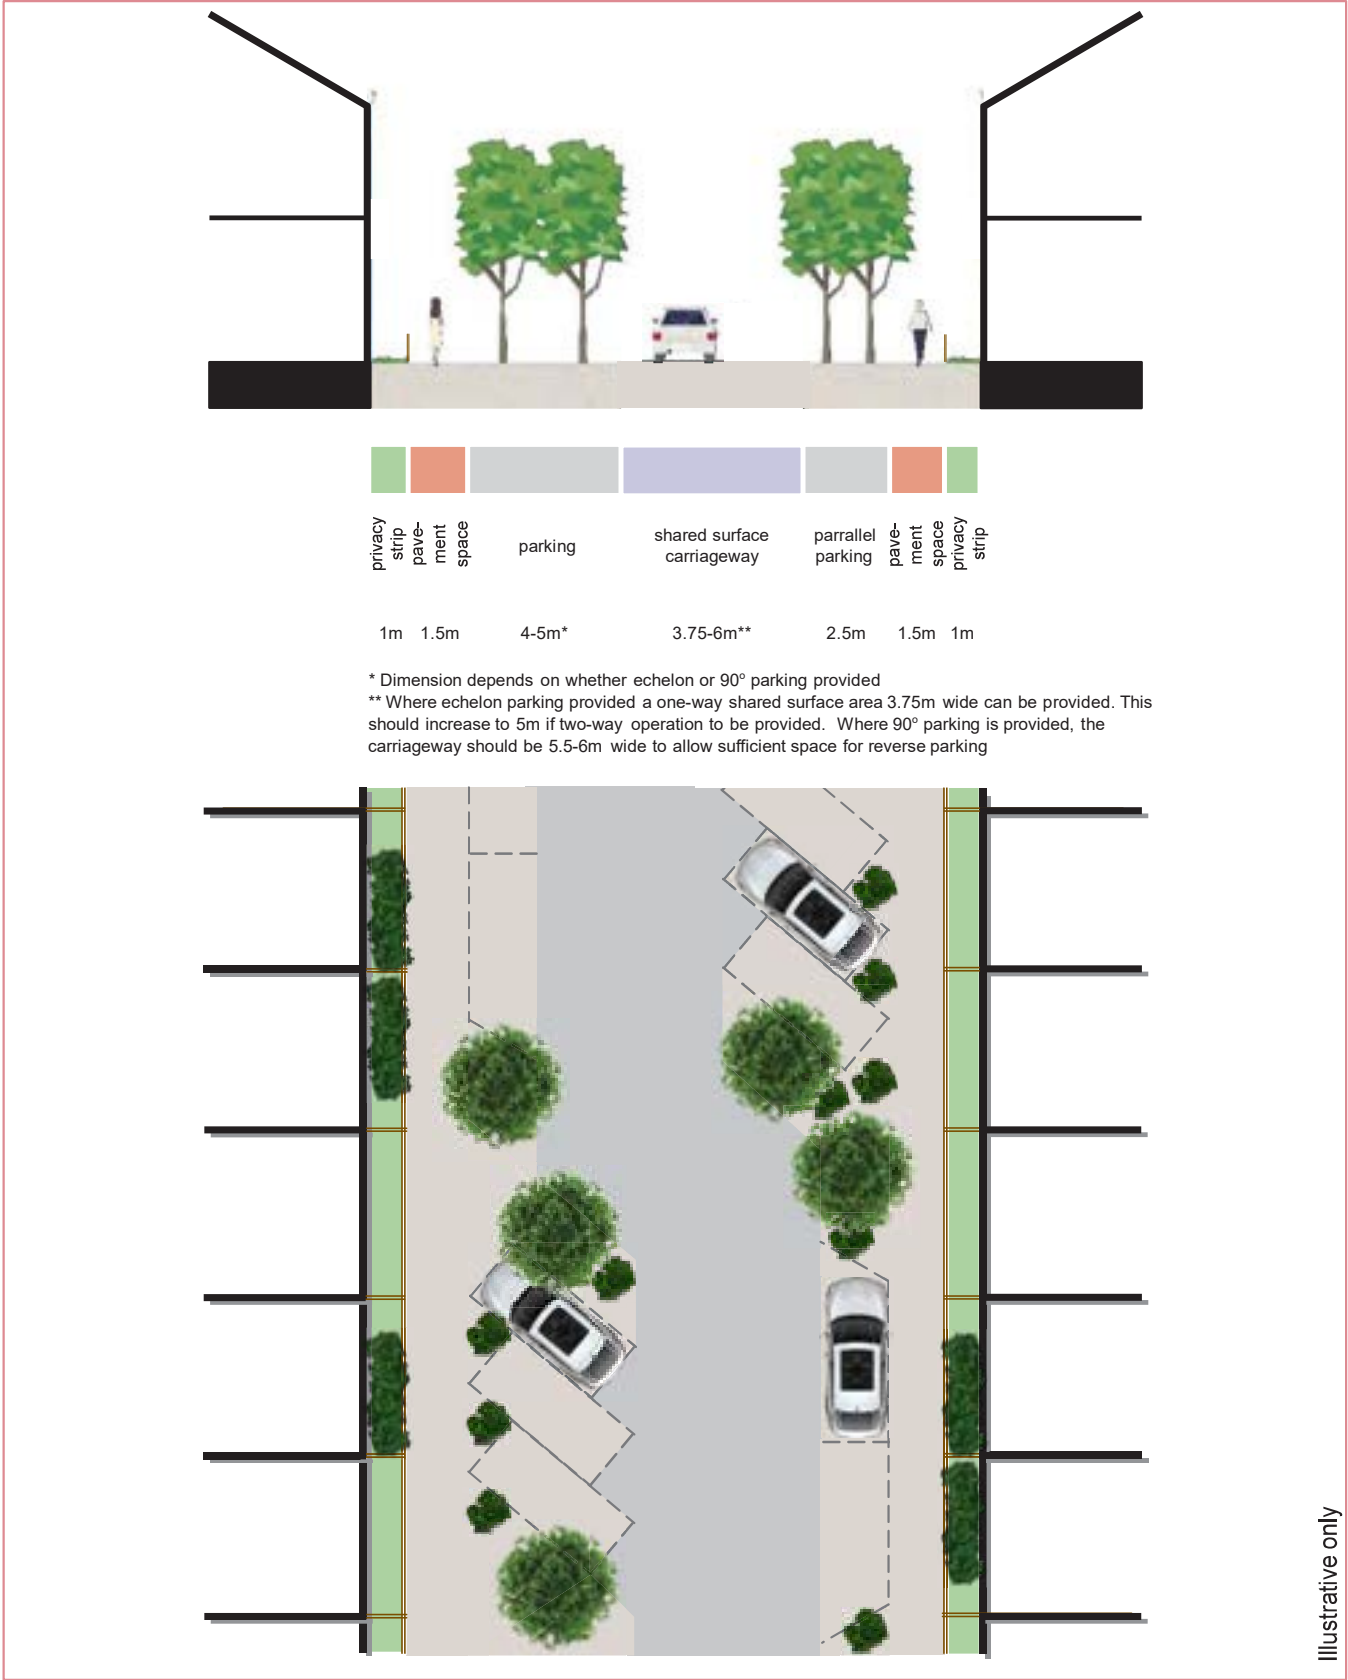 privacy
strip
pave-
ment
space
parking
shared surface
carriageway
parrallel
parking
pave-
ment
space
privacy
strip
1m 1.5m 4-5m* 3.75-6m** 2.5m 1.5m 1m
* Dimension depends on whether echelon or 90º parking provided
** Where echelon parking provided a one-way shared surface area 3.75m wide can be provided. This
should increase to 5m if two-way operation to be provided. Where 90º parking is provided, the
carriageway should be 5.5-6m wide to allow sufficient space for reverse parking
Illustrative only